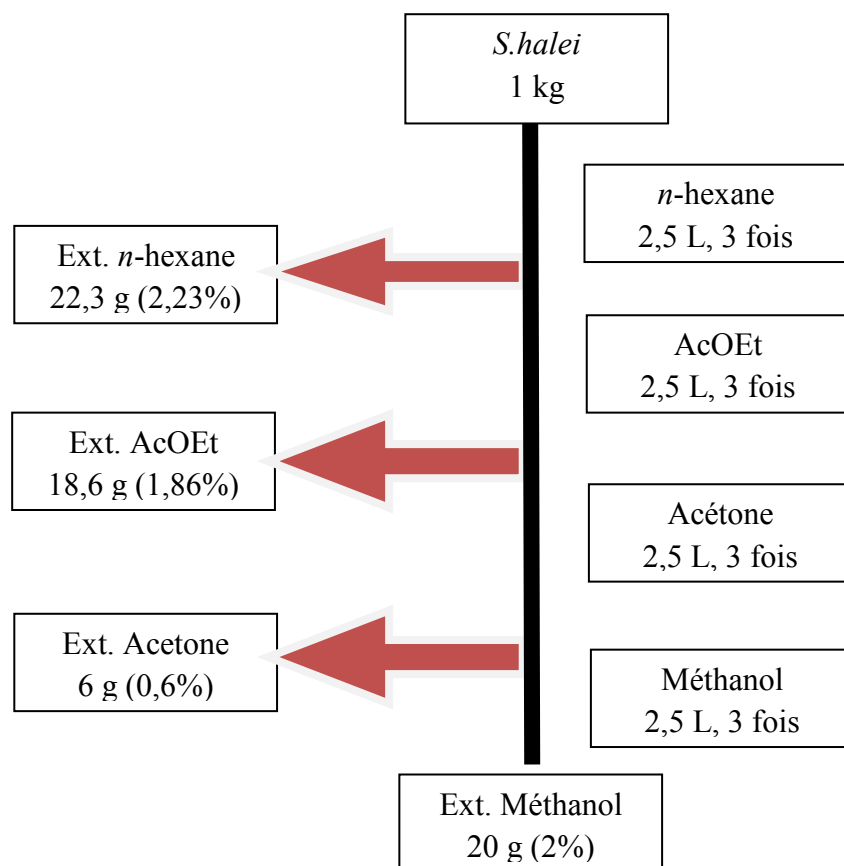 S.halei
1 kg
n-hexane
2,5 L, 3 fois
Ext. n-hexane
22,3 g (2,23%)
AcOEt
2,5 L, 3 fois
Ext. AcOEt
18,6 g (1,86%)
Acétone
2,5 L, 3 fois
Ext. Acetone
6 g (0,6%)
Méthanol
2,5 L, 3 fois
Ext. Méthanol
20 g (2%)